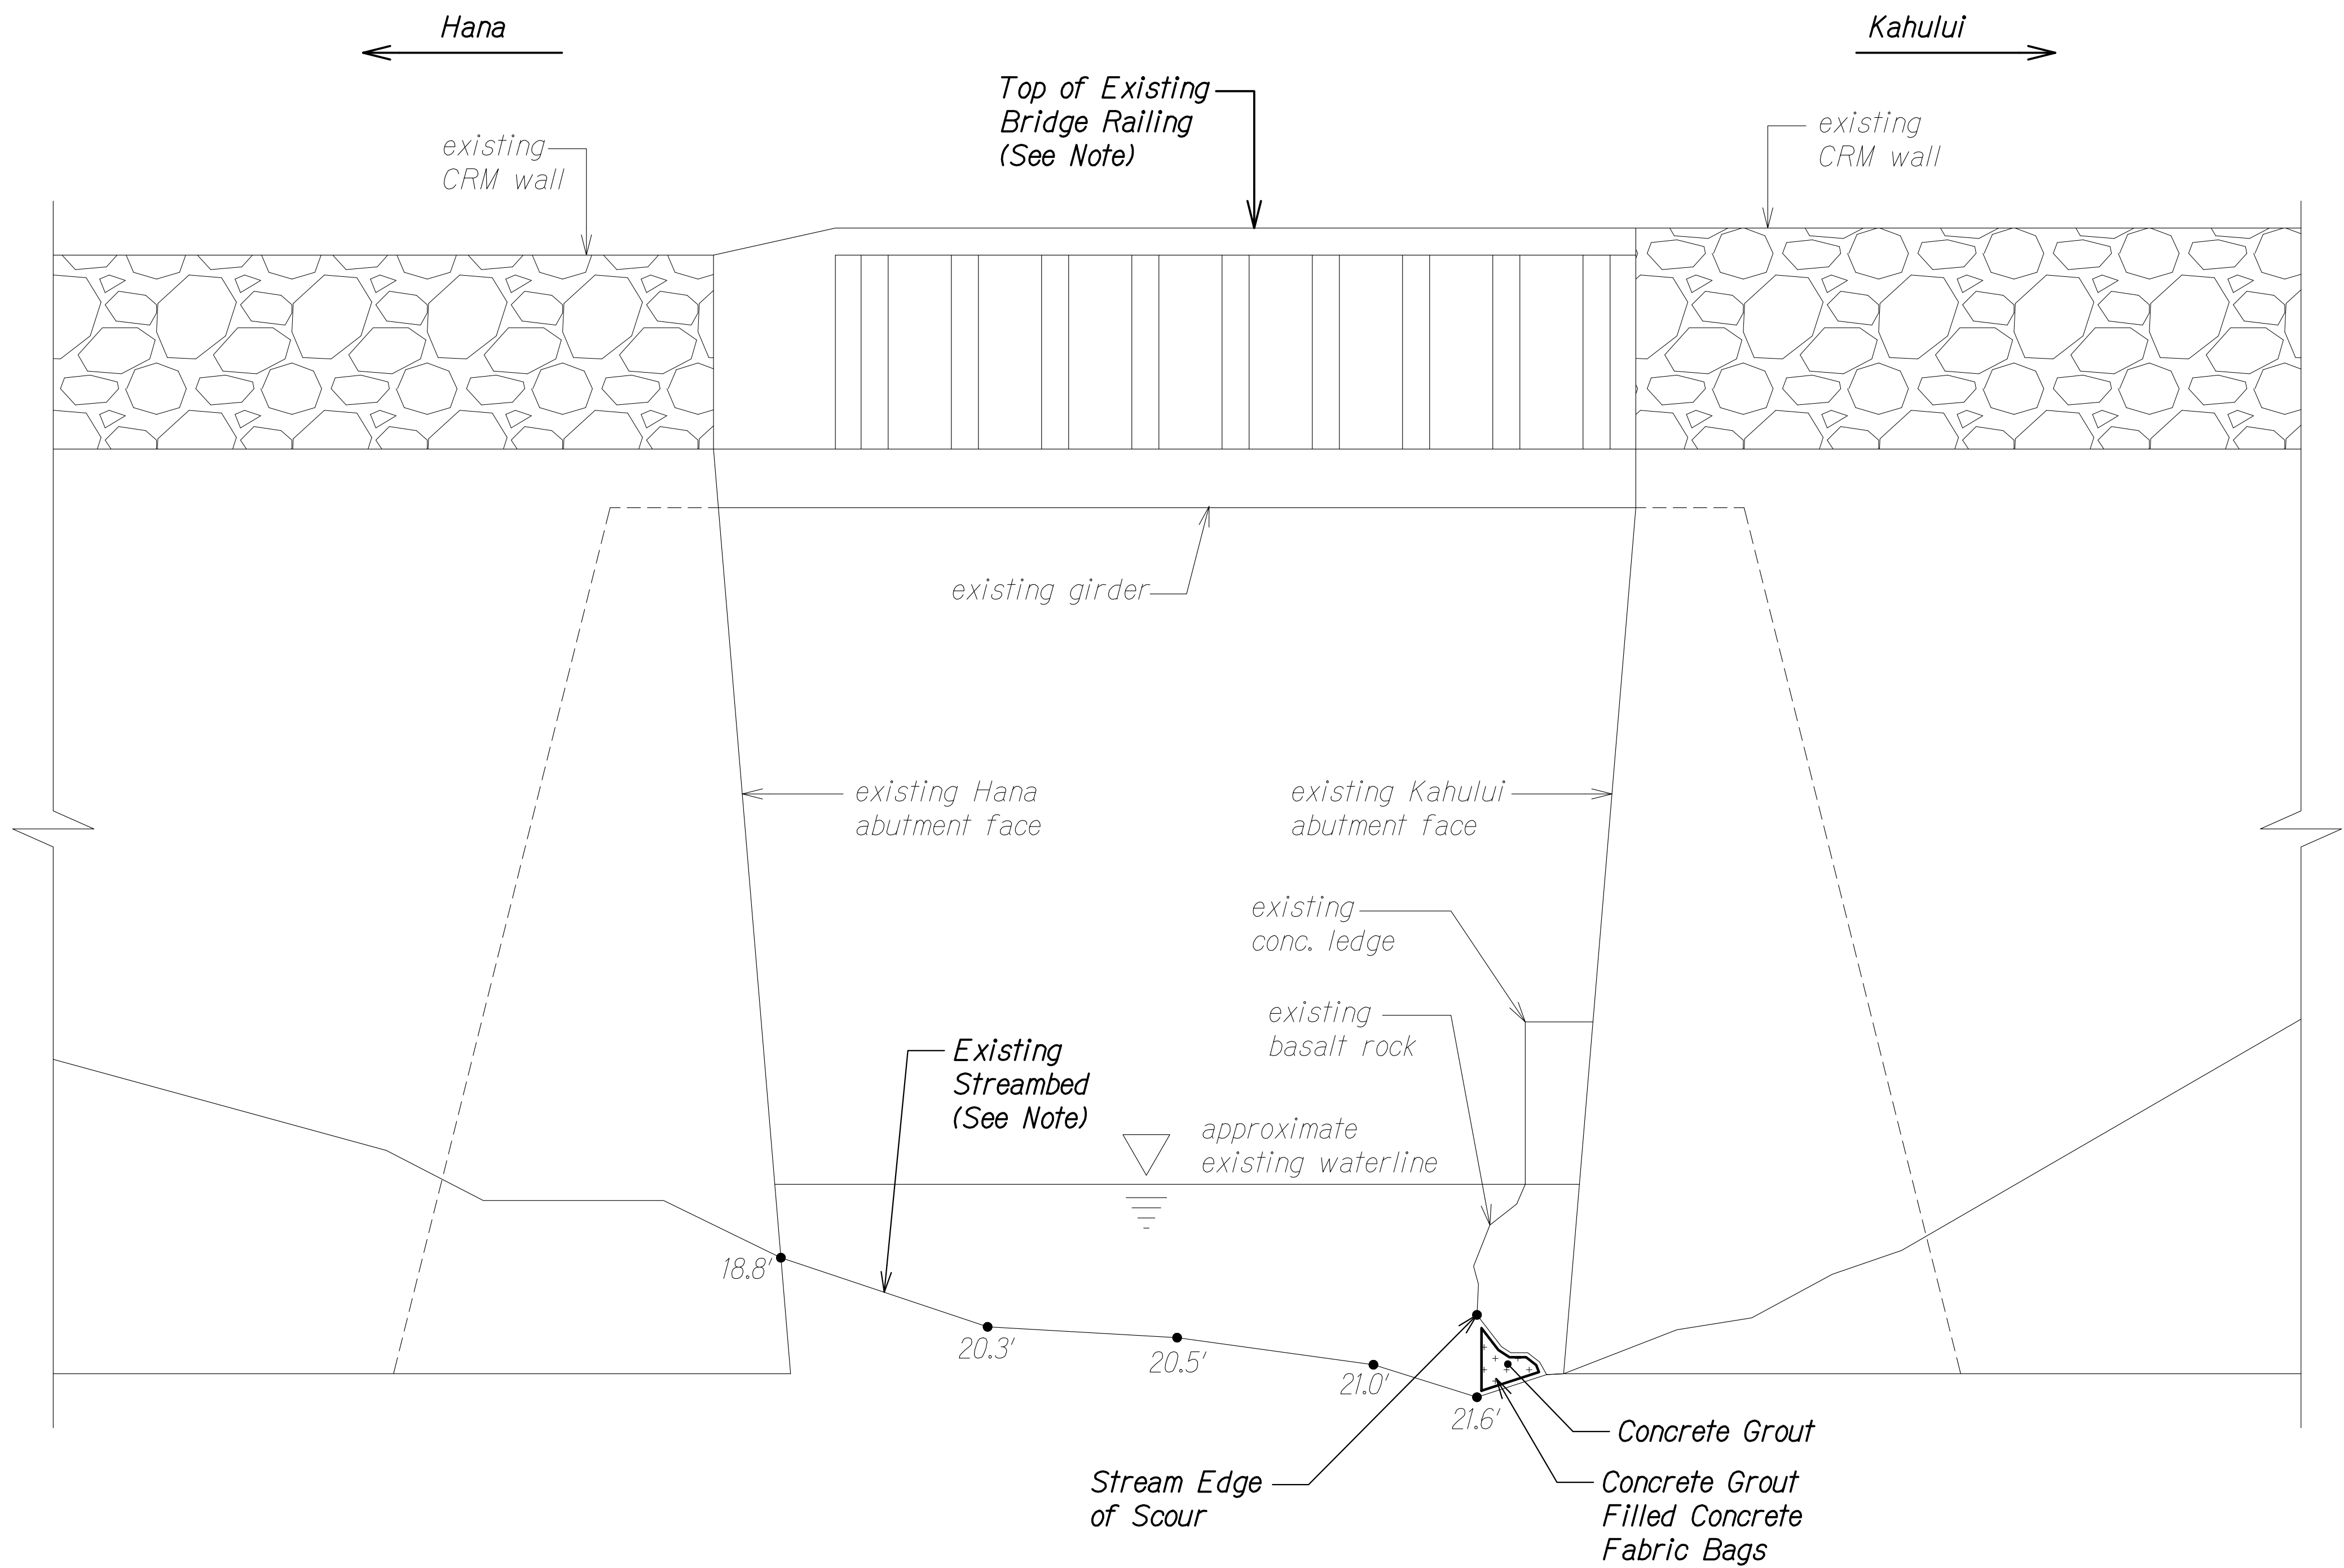 Hana
Kahului
Top of Existing
Bridge Railing
(See Note)
existing
CRM wall
existing
CRM wall
existing girder
existing Hana
abutment face
existing Kahului
abutment face
existing
conc. ledge
existing
basalt rock
Existing
Streambed
(See Note)
approximate
existing waterline
18.8'
20.3'
20.5'
21.0'
21.6'
Concrete Grout
Stream Edge
of Scour
Concrete Grout
Filled Concrete
Fabric Bags